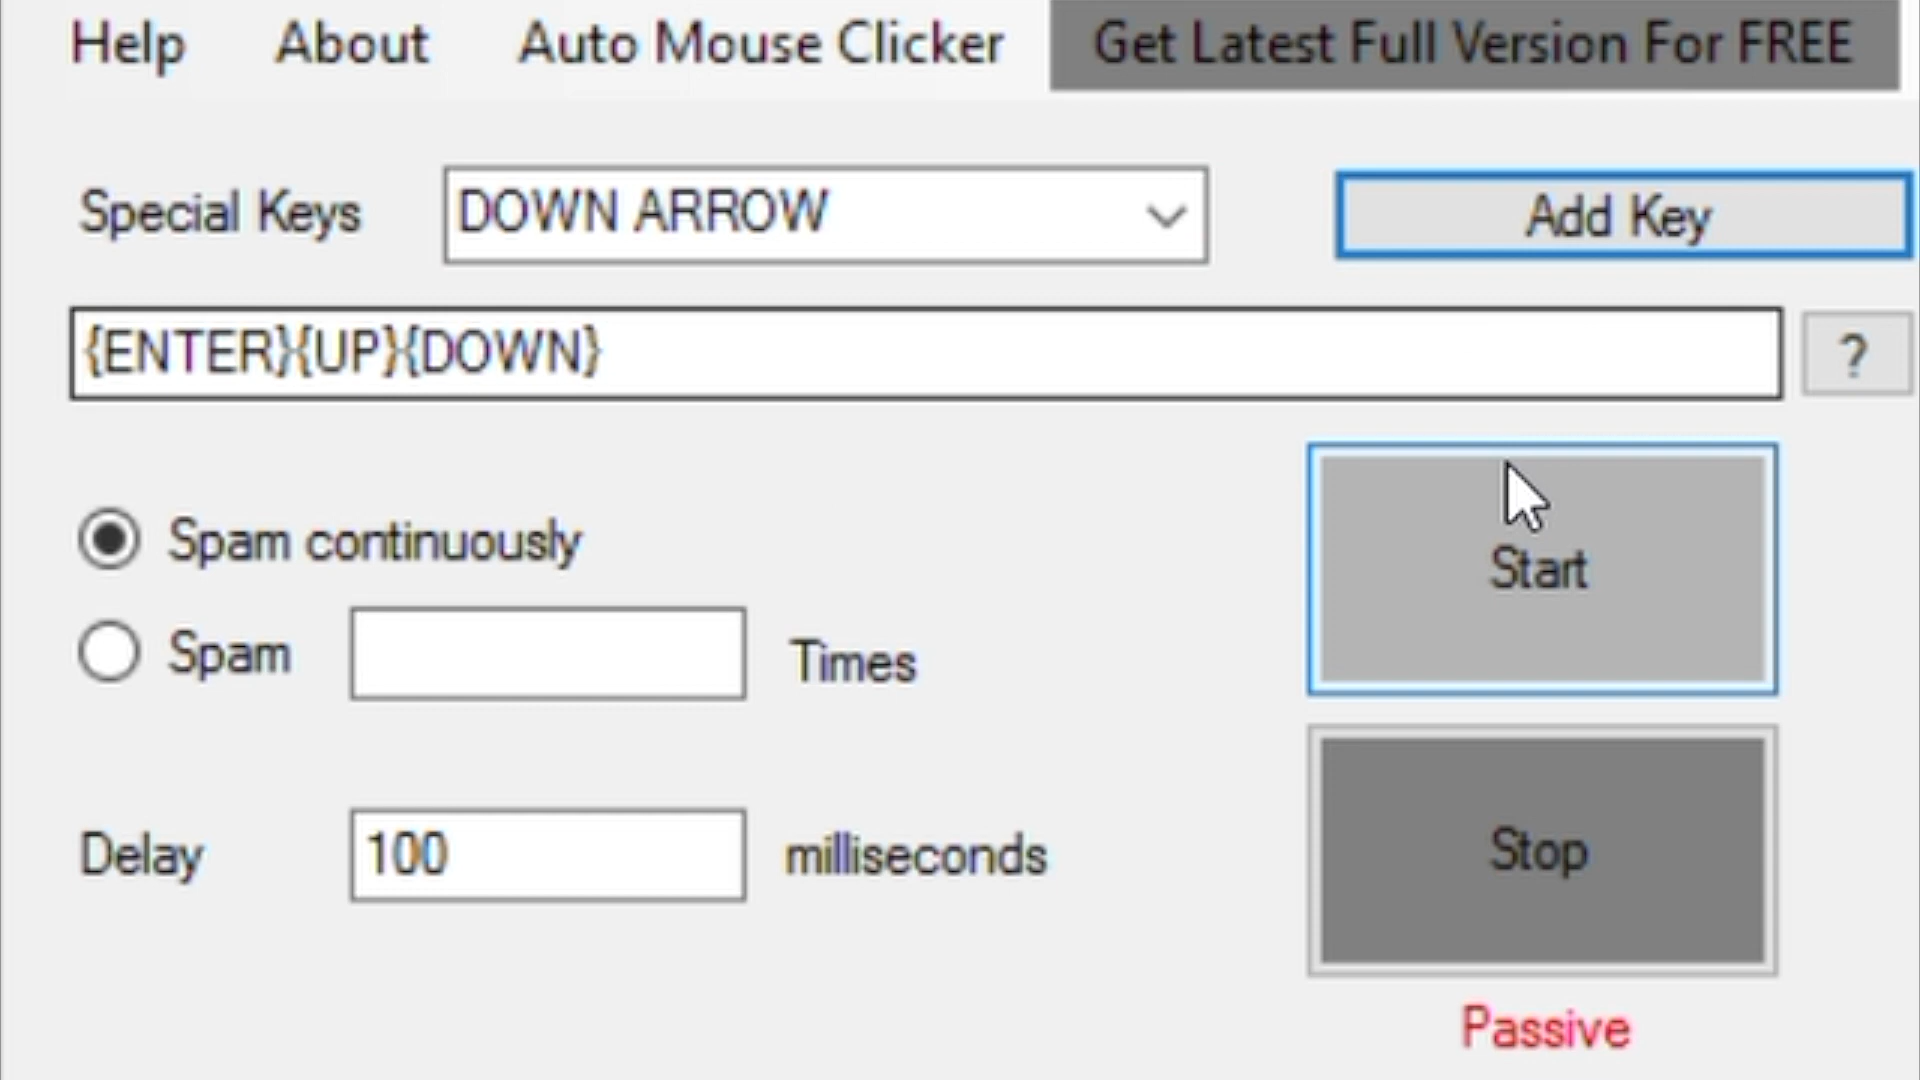 Help About Auto Mouse Clicker Get Latest Full Version For FREE
Special Keys DOWN ARROW Add Key
{ENTER}{UP}{DOWN} ?
Spam continuously
Start
Spam Times
Delay 100 milliseconds
Stop
Passive